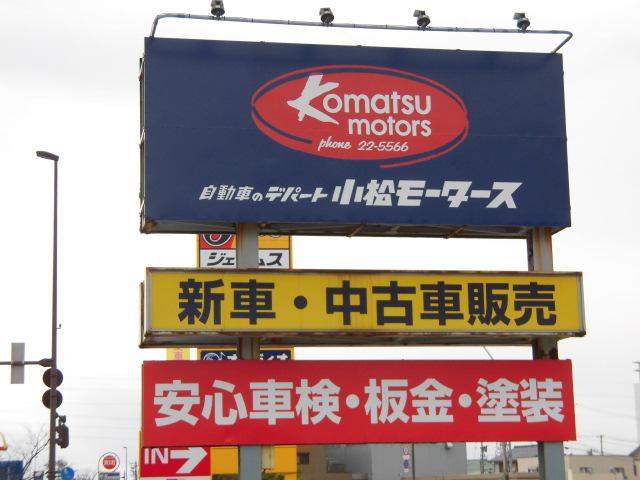 Komatsu
motors
phone 22-5566
自動車のデパート 小松モータース
新車・中古車販売
安心車検・板金・塗装
IN